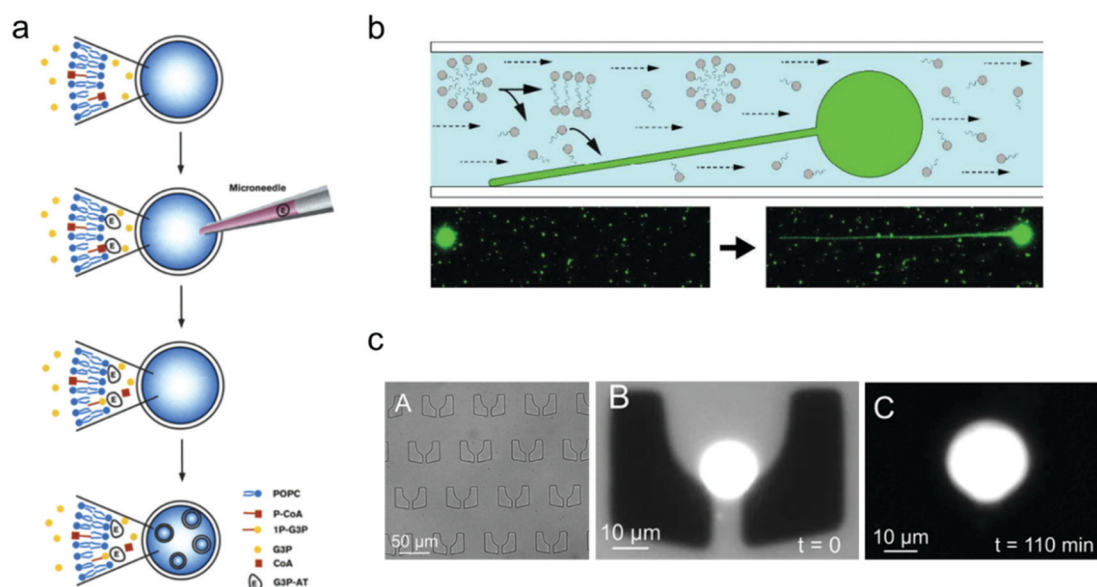 a
Microneedle
E
E
E
E
E
E
E
POPC
P-CoA
1P-G3P
G3P
CoA
E G3P-AT
b
c
A
50 µm
B
10 µm
t = 0
C
10 µm
t = 110 min